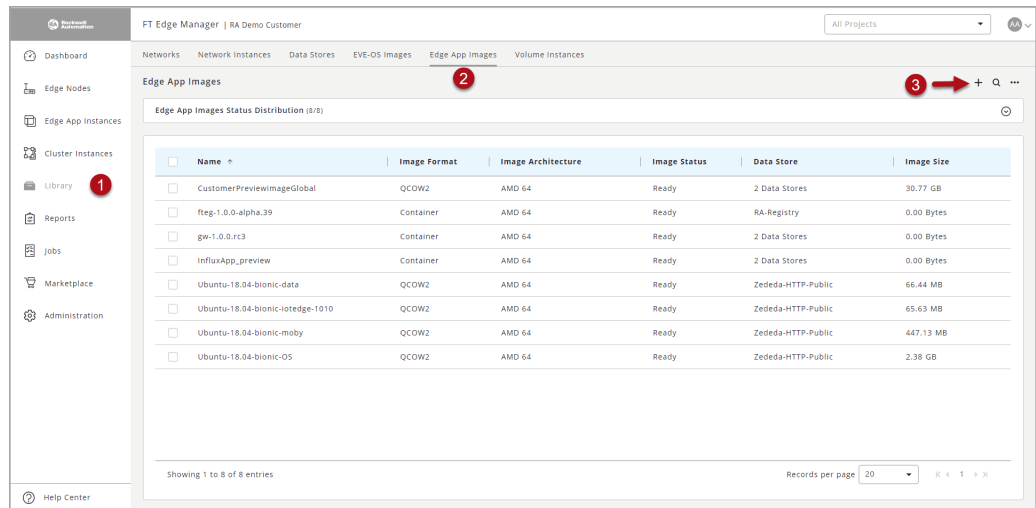 Rockwell Automation
FT Edge Manager | RA Demo Customer
All Projects
AA
Dashboard
Edge Nodes
Edge App Instances
Cluster Instances
Library
1
Reports
Jobs
Marketplace
Administration
Help Center
Networks Network Instances Data Stores EVE-OS Images Edge App Images Volume Instances
2
Edge App Images
3
Edge App Images Status Distribution (8/8)
Name Image Format Image Architecture Image Status Data Store Image Size
CustomerPreviewImageGlobal QCOW2 AMD 64 Ready 2 Data Stores 30.77 GB
fteg-1.0.0-alpha.39 Container AMD 64 Ready RA-Registry 0.00 Bytes
gw-1.0.0.rc3 Container AMD 64 Ready 2 Data Stores 0.00 Bytes
InfluxApp_preview Container AMD 64 Ready 2 Data Stores 0.00 Bytes
Ubuntu-18.04-bionic-data QCOW2 AMD 64 Ready Zededa-HTTP-Public 66.44 MB
Ubuntu-18.04-bionic-iotedge-1010 QCOW2 AMD 64 Ready Zededa-HTTP-Public 65.63 MB
Ubuntu-18.04-bionic-moby QCOW2 AMD 64 Ready Zededa-HTTP-Public 447.13 MB
Ubuntu-18.04-bionic-OS QCOW2 AMD 64 Ready Zededa-HTTP-Public 2.38 GB
Showing 1 to 8 of 8 entries
Records per page 20
1